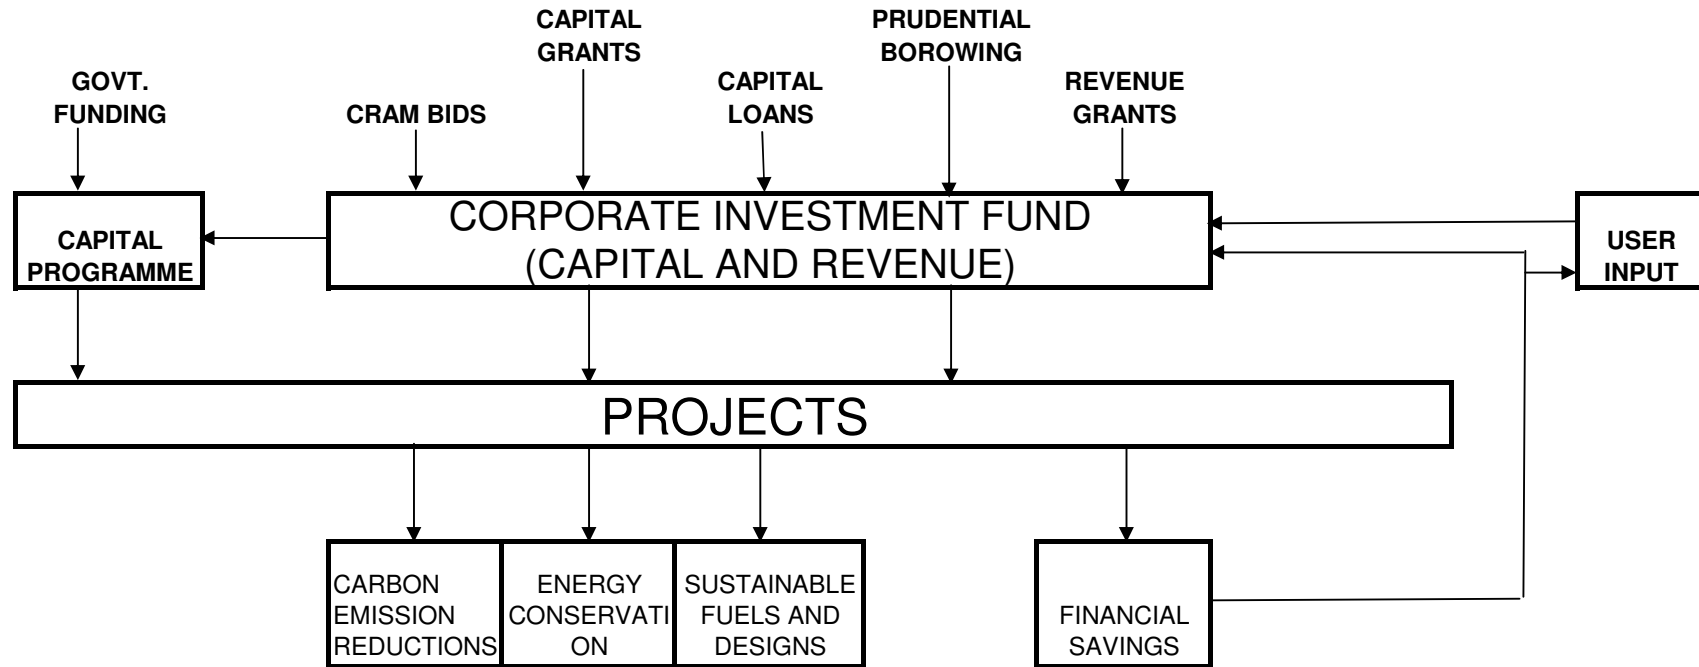 CAPITAL
GRANTS
PRUDENTIAL
BOROWING
GOVT.
FUNDING
CRAM BIDS
CAPITAL
LOANS
REVENUE
GRANTS
CAPITAL
PROGRAMME
CORPORATE INVESTMENT FUND
(CAPITAL AND REVENUE)
USER
INPUT
PROJECTS
CARBON
EMISSION
REDUCTIONS
ENERGY
CONSERVATI
ON
SUSTAINABLE
FUELS AND
DESIGNS
FINANCIAL
SAVINGS